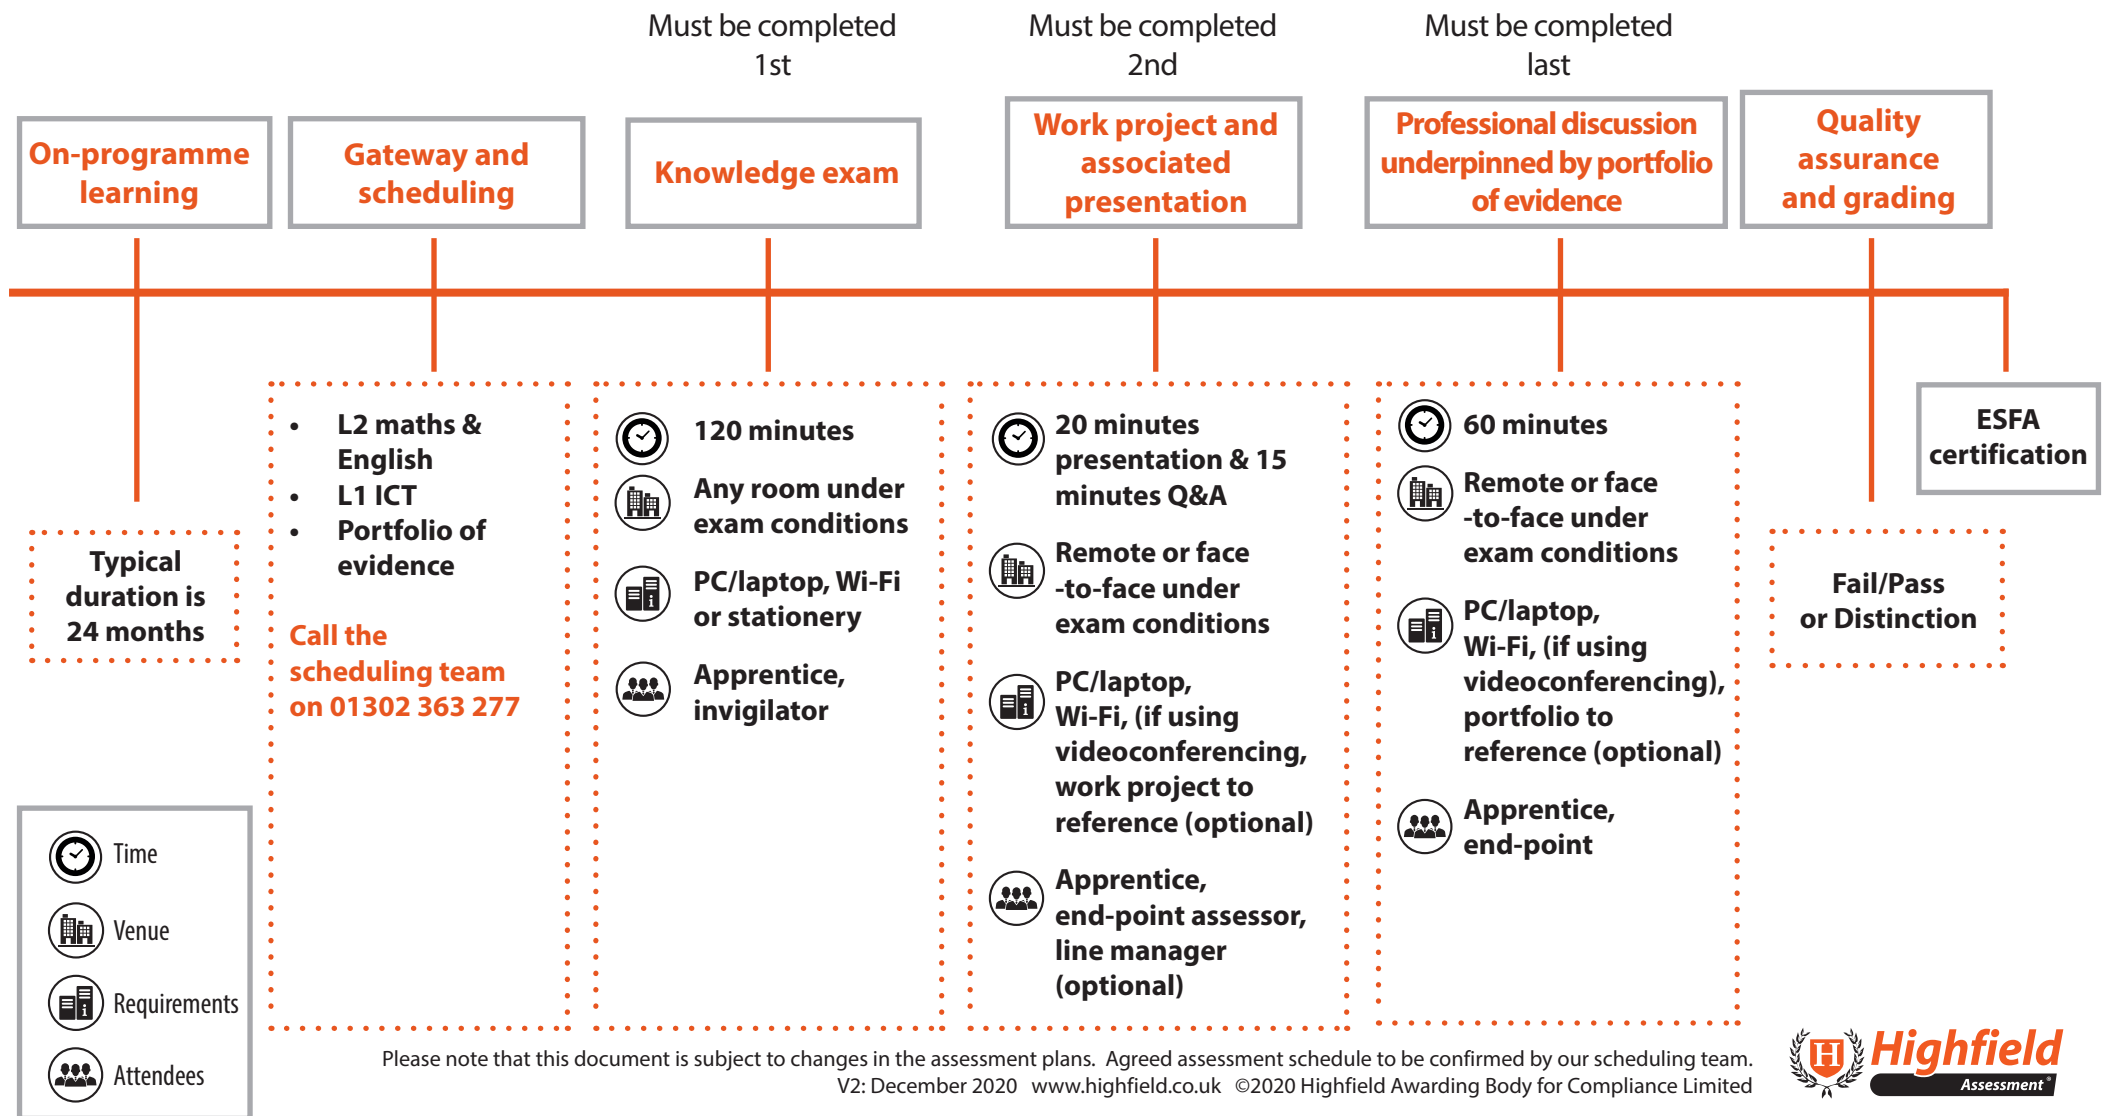 Must be completed
1st
Must be completed
2nd
Must be completed
last
On-programme
learning
Gateway and
scheduling
Knowledge exam
Work project and
associated
presentation
Professional discussion
underpinned by portfolio
of evidence
Quality
assurance
and grading
Typical
duration is
24 months
• L2 maths &
English
• L1 ICT
• Portfolio of
evidence
Call the
scheduling team
on 01302 363 277
120 minutes
Any room under
exam conditions
PC/laptop, Wi-Fi
or stationery
Apprentice,
invigilator
20 minutes
presentation & 15
minutes Q&A
Remote or face
-to-face under
exam conditions
PC/laptop,
Wi-Fi, (if using
videoconferencing,
work project to
reference (optional)
Apprentice,
end-point assessor,
line manager
(optional)
60 minutes
Remote or face
-to-face under
exam conditions
PC/laptop,
Wi-Fi, (if using
videoconferencing),
portfolio to
reference (optional)
Apprentice,
end-point
Fail/Pass
or Distinction
ESFA
certification
Time
Venue
Requirements
Attendees
Please note that this document is subject to changes in the assessment plans. Agreed assessment schedule to be confirmed by our scheduling team.
V2: December 2020 www.highfield.co.uk ©2020 Highfield Awarding Body for Compliance Limited
H
Highfield
Assessment®